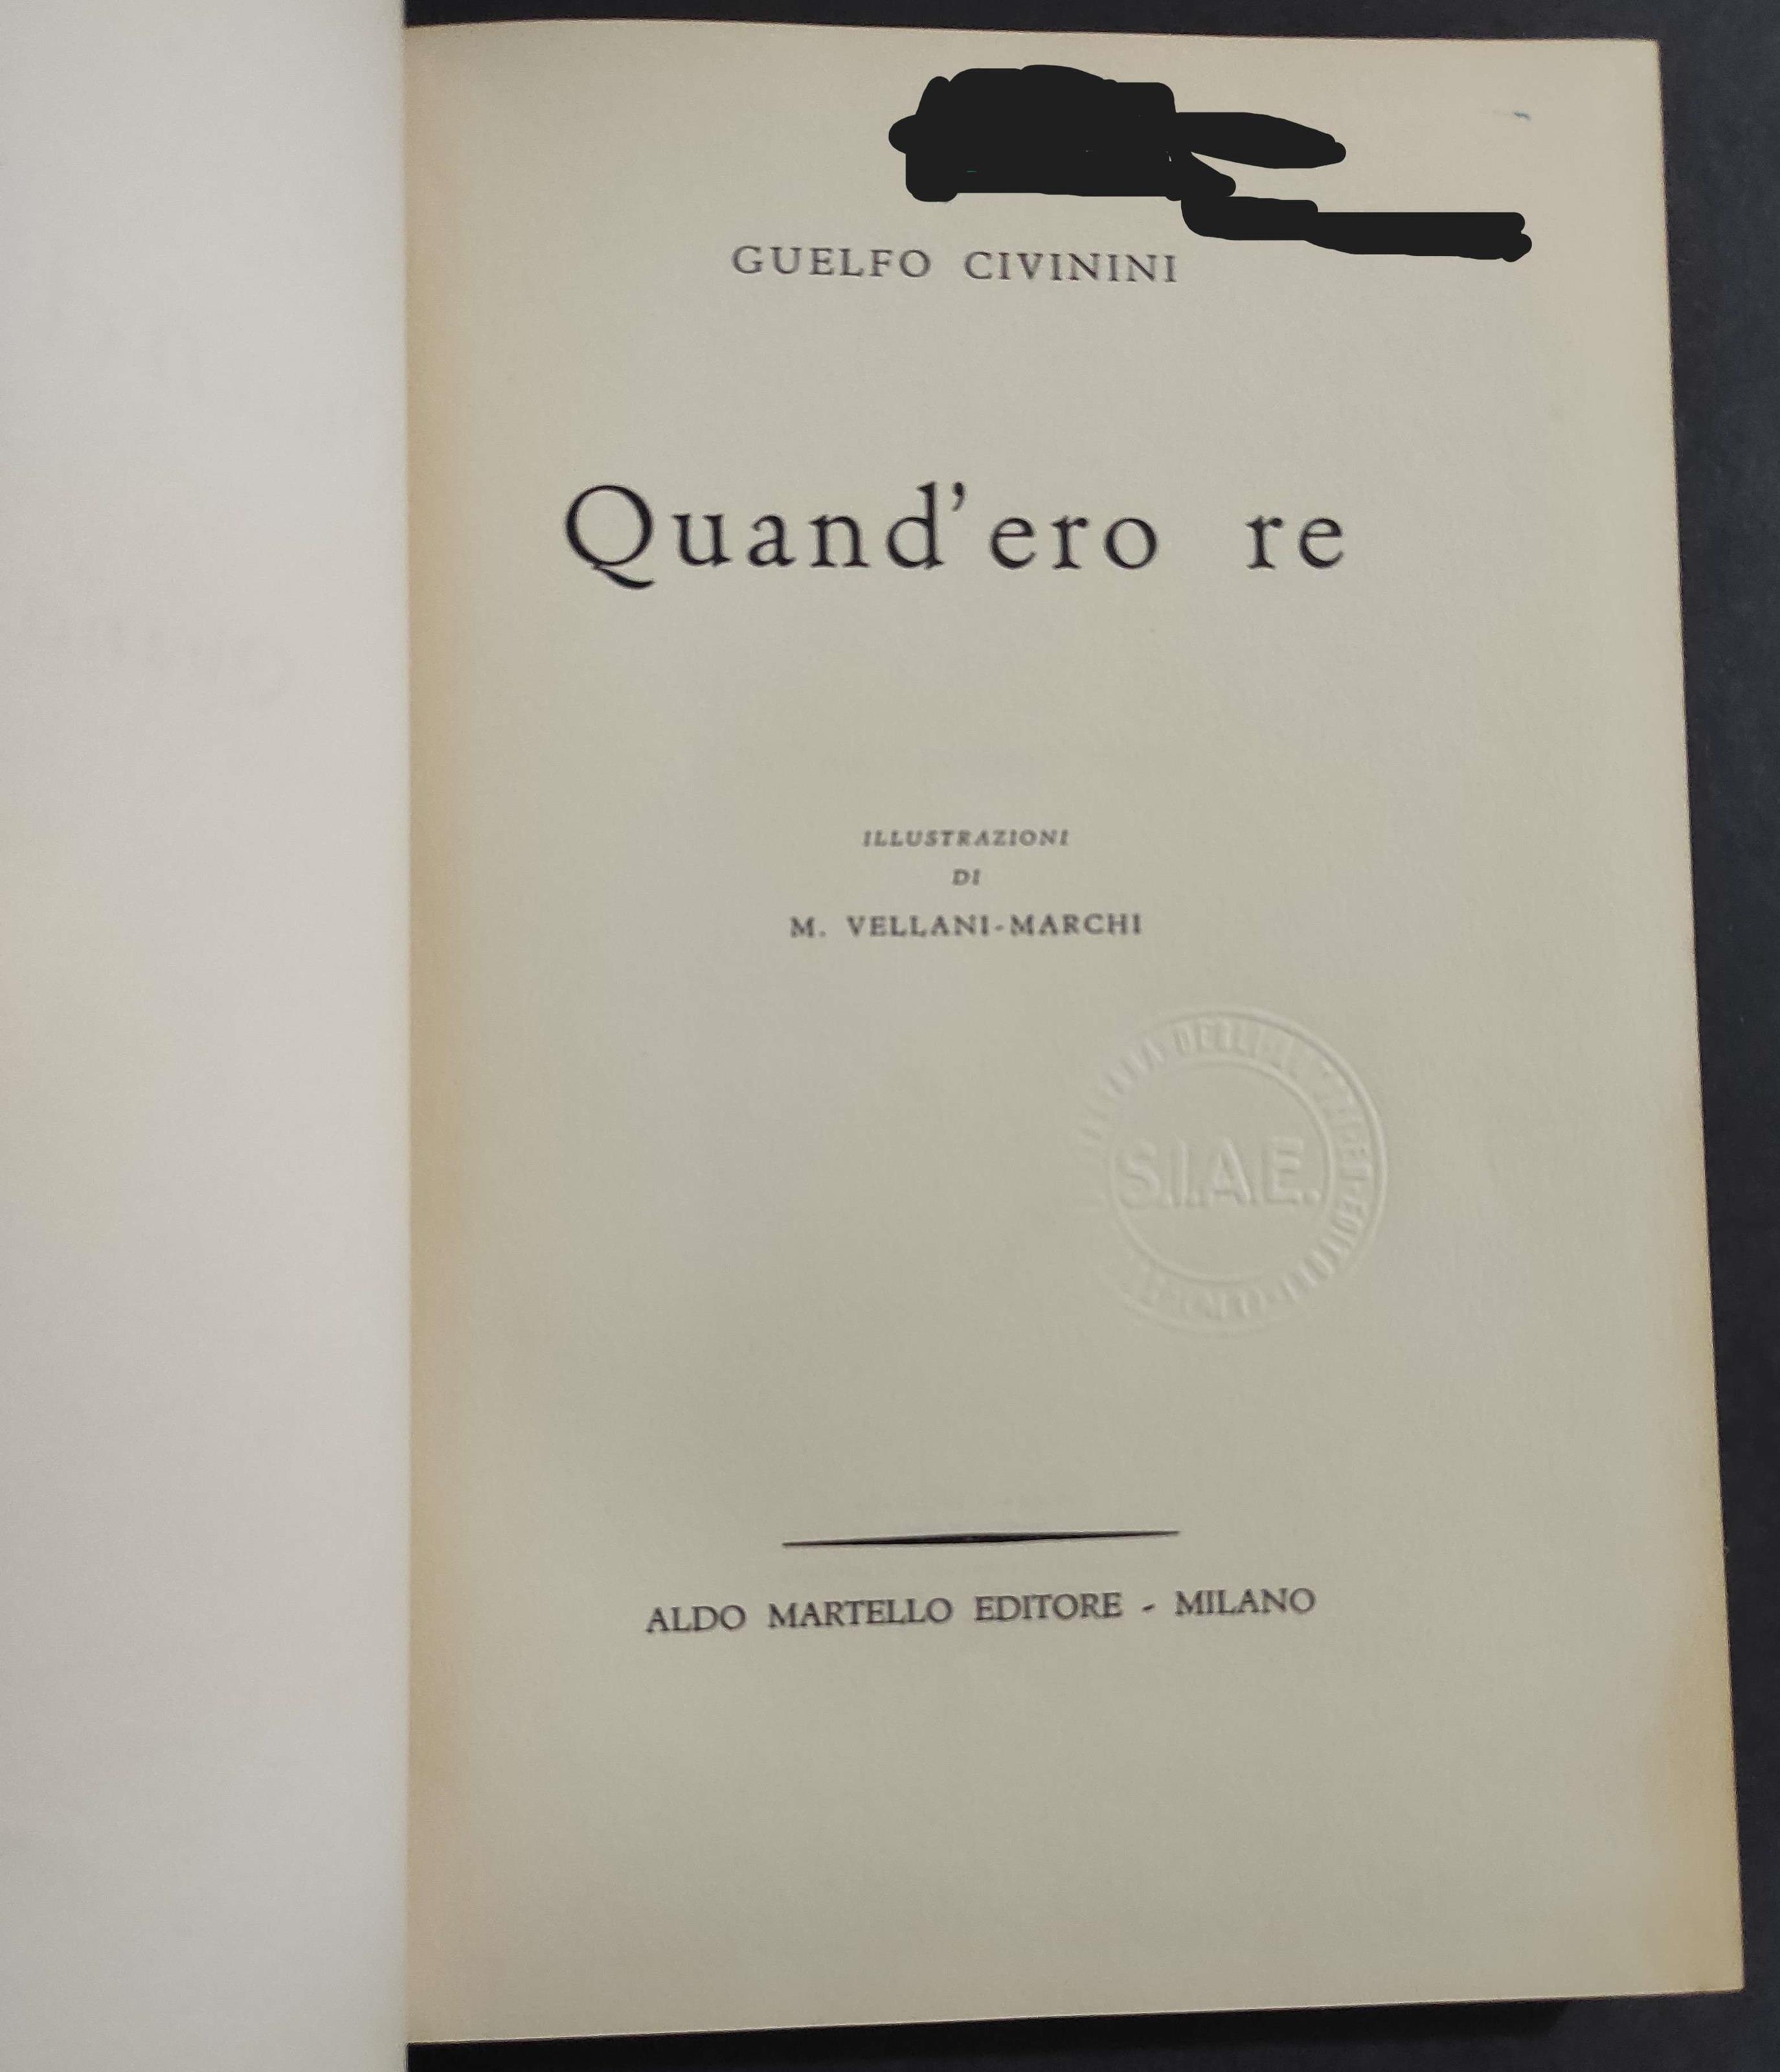 GUELFO CIVININI
Quand'ero re
ILLUSTRAZIONI
DI
M. VELLANI-MARCHI
S.I.A.E.
ALDO MARTELLO EDITORE - MILANO